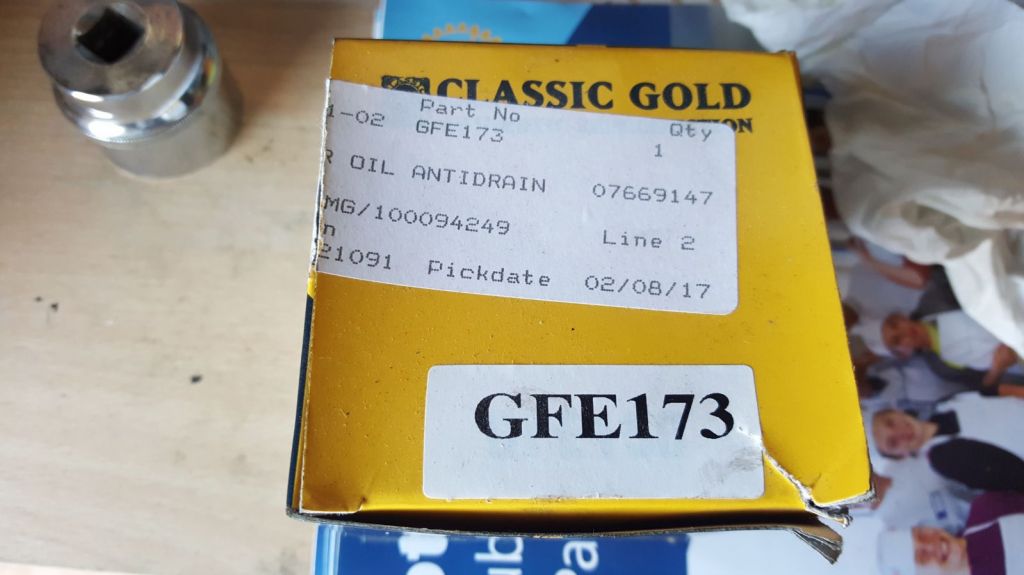 CLASSIC GOLD
Part No
Qty
1-02 GFE173
1
R OIL ANTIDRAIN 07669147
MG/100094249
Line 2
n
21091 Pickdate 02/08/17
GFE173